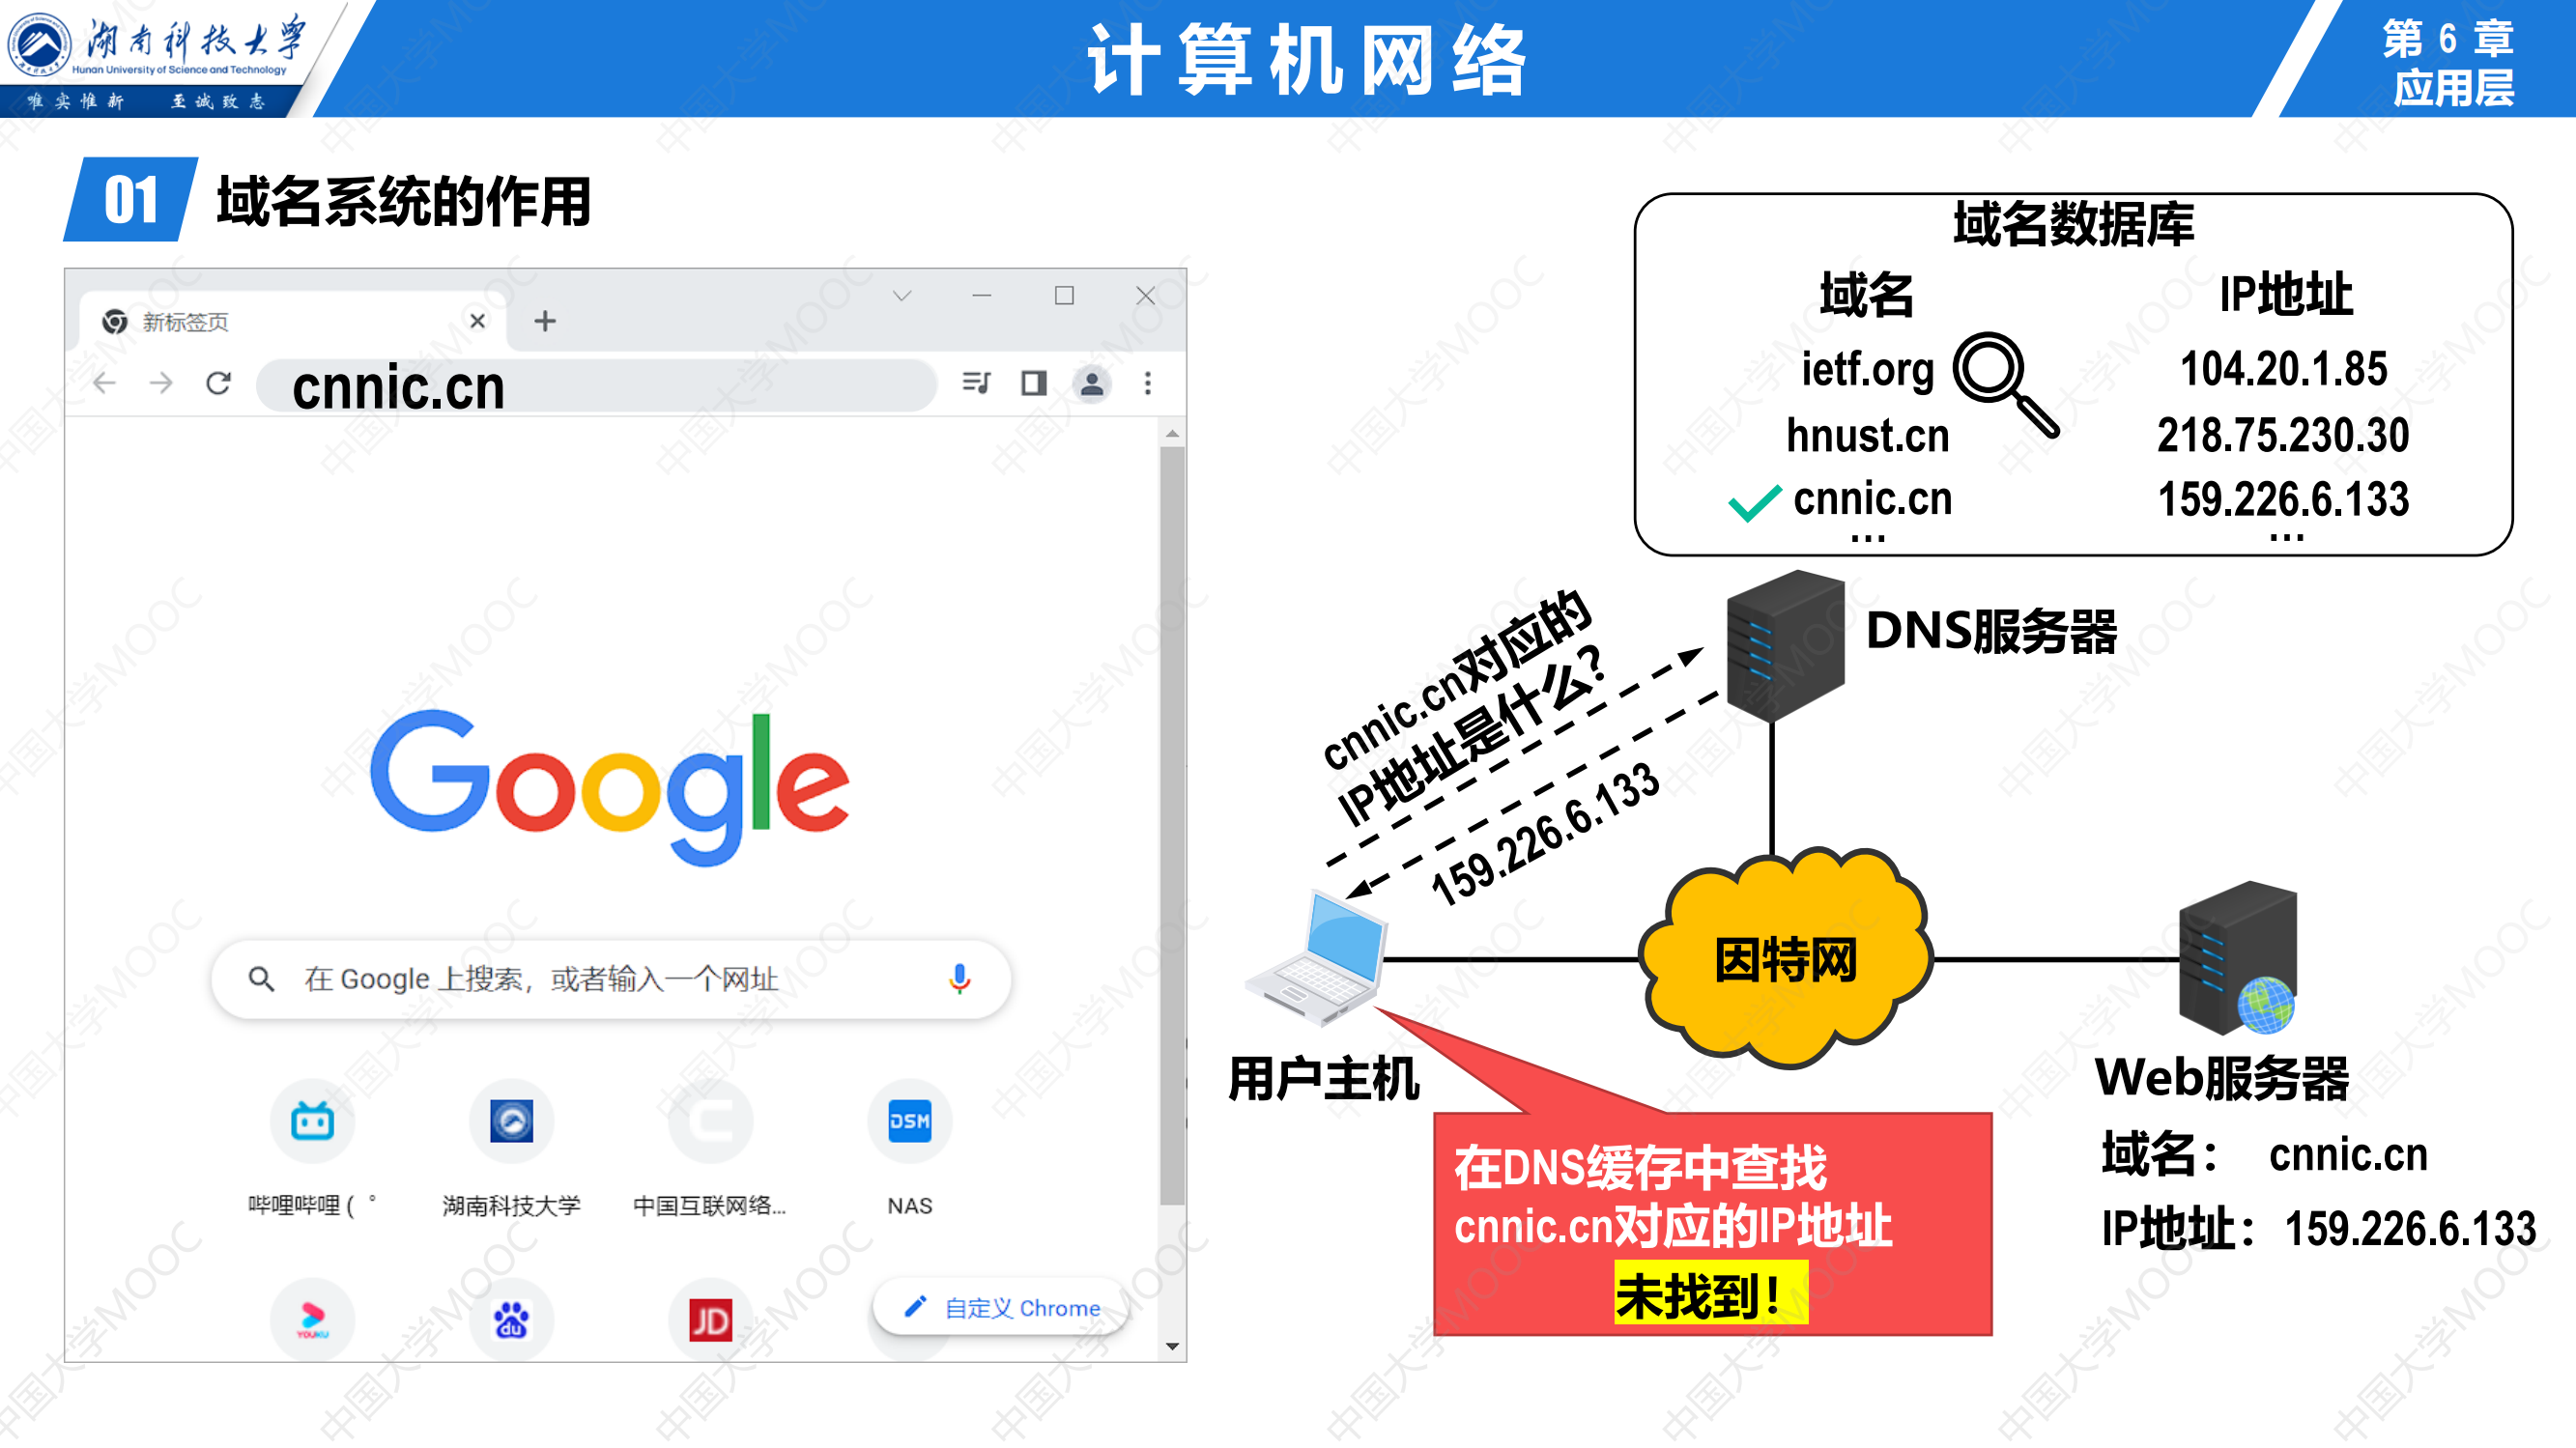 湖南科技大学
Hunan University of Science and Technology
唯实惟新 至诚致志
计算机网络
第 6 章
应用层
01 域名系统的作用
新标签页
cnnic.cn
Google
在 Google 上搜索，或者输入一个网址
DSM
哔哩哔哩 ( ゜
湖南科技大学
中国互联网络...
NAS
YOUKU
du
JD
自定义 Chrome
域名数据库
域名 IP地址
ietf.org 104.20.1.85
hnust.cn 218.75.230.30
cnnic.cn 159.226.6.133
... ...
DNS服务器
cnnic.cn对应的
IP地址是什么?
159.226.6.133
因特网
用户主机
Web服务器
域名： cnnic.cn
IP地址：159.226.6.133
在DNS缓存中查找
cnnic.cn对应的IP地址
未找到！
中国大学MOOC